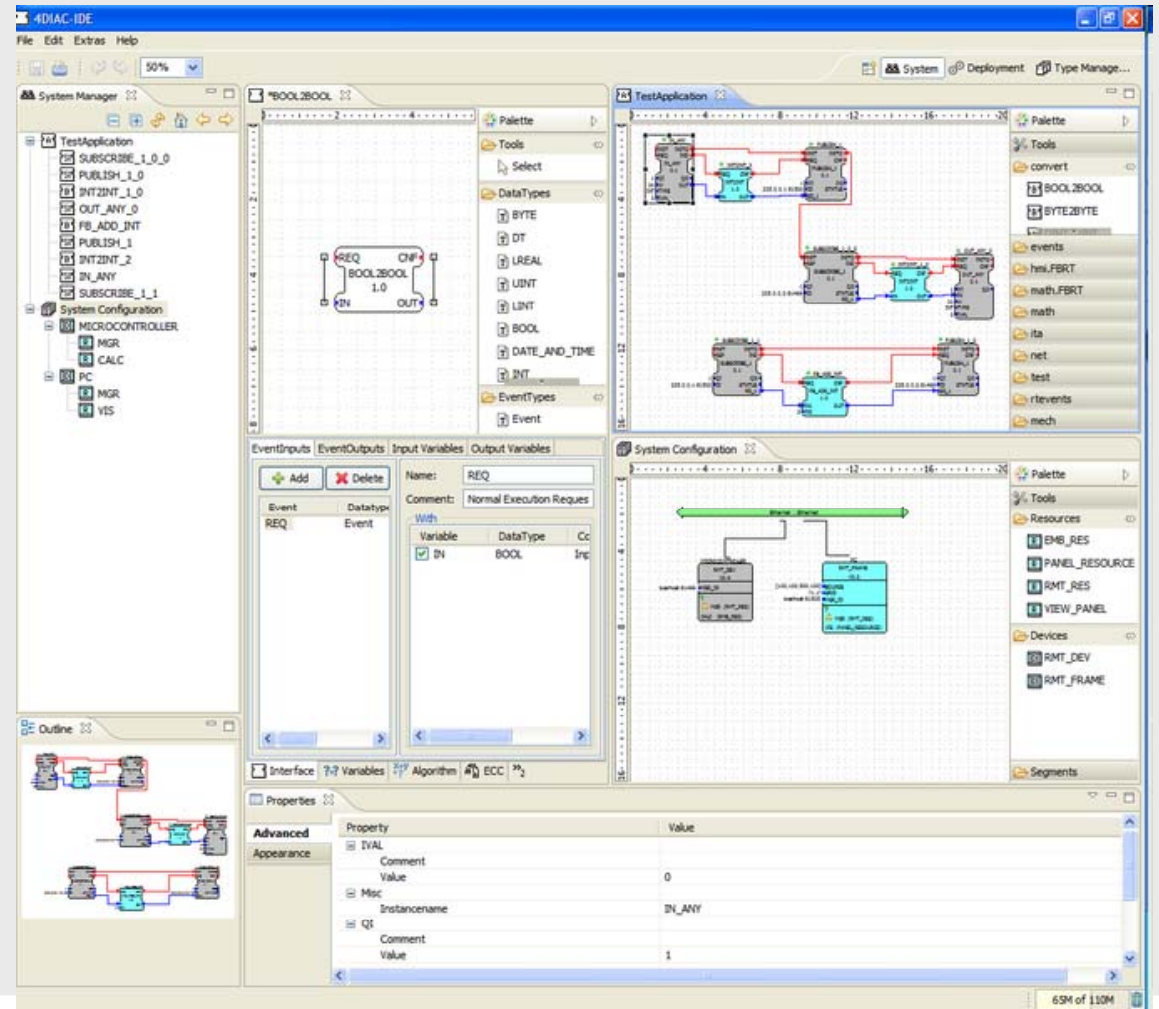 4DIAC-IDE
File Edit Extras Help
50%
System Deployment Type Manage...
System Manager
TestApplication
SUBSCRIBE_1_0_0
PUBLISH_1_0
INT2INT_1_0
OUT_ANY_0
FB_ADD_INT
PUBLISH_1
INT2INT_2
IN_ANY
SUBSCRIBE_1_1
System Configuration
MICROCONTROLLER
MGR
CALC
PC
MGR
VIS
*BOOL2BOOL
REQ CNF
BOOL2BOOL
1.0
IN OUT
Palette
Tools
Select
DataTypes
BYTE
DT
LREAL
UINT
LINT
BOOL
DATE_AND_TIME
INT
EventTypes
Event
TestApplication
Palette
Tools
convert
BOOL2BOOL
BYTE2BYTE
events
hmi.FBRT
math.FBRT
math
ita
net
test
rtevents
mech
EventInputs EventOutputs Input Variables Output Variables
Add Delete
Event Datatype
REQ Event
Name: REQ
Comment: Normal Execution Reques
With
Variable DataType Co
IN BOOL Inp
Interface Variables Algorithm ECC »2
System Configuration
Palette
Tools
Resources
EMB_RES
PANEL_RESOURCE
RMT_RES
VIEW_PANEL
Devices
RMT_DEV
RMT_FRAME
Segments
Outline
Properties
Advanced
Appearance
Property Value
IVAL
Comment
Value 0
Misc
Instancename IN_ANY
QI
Comment
Value 1
65M of 110M